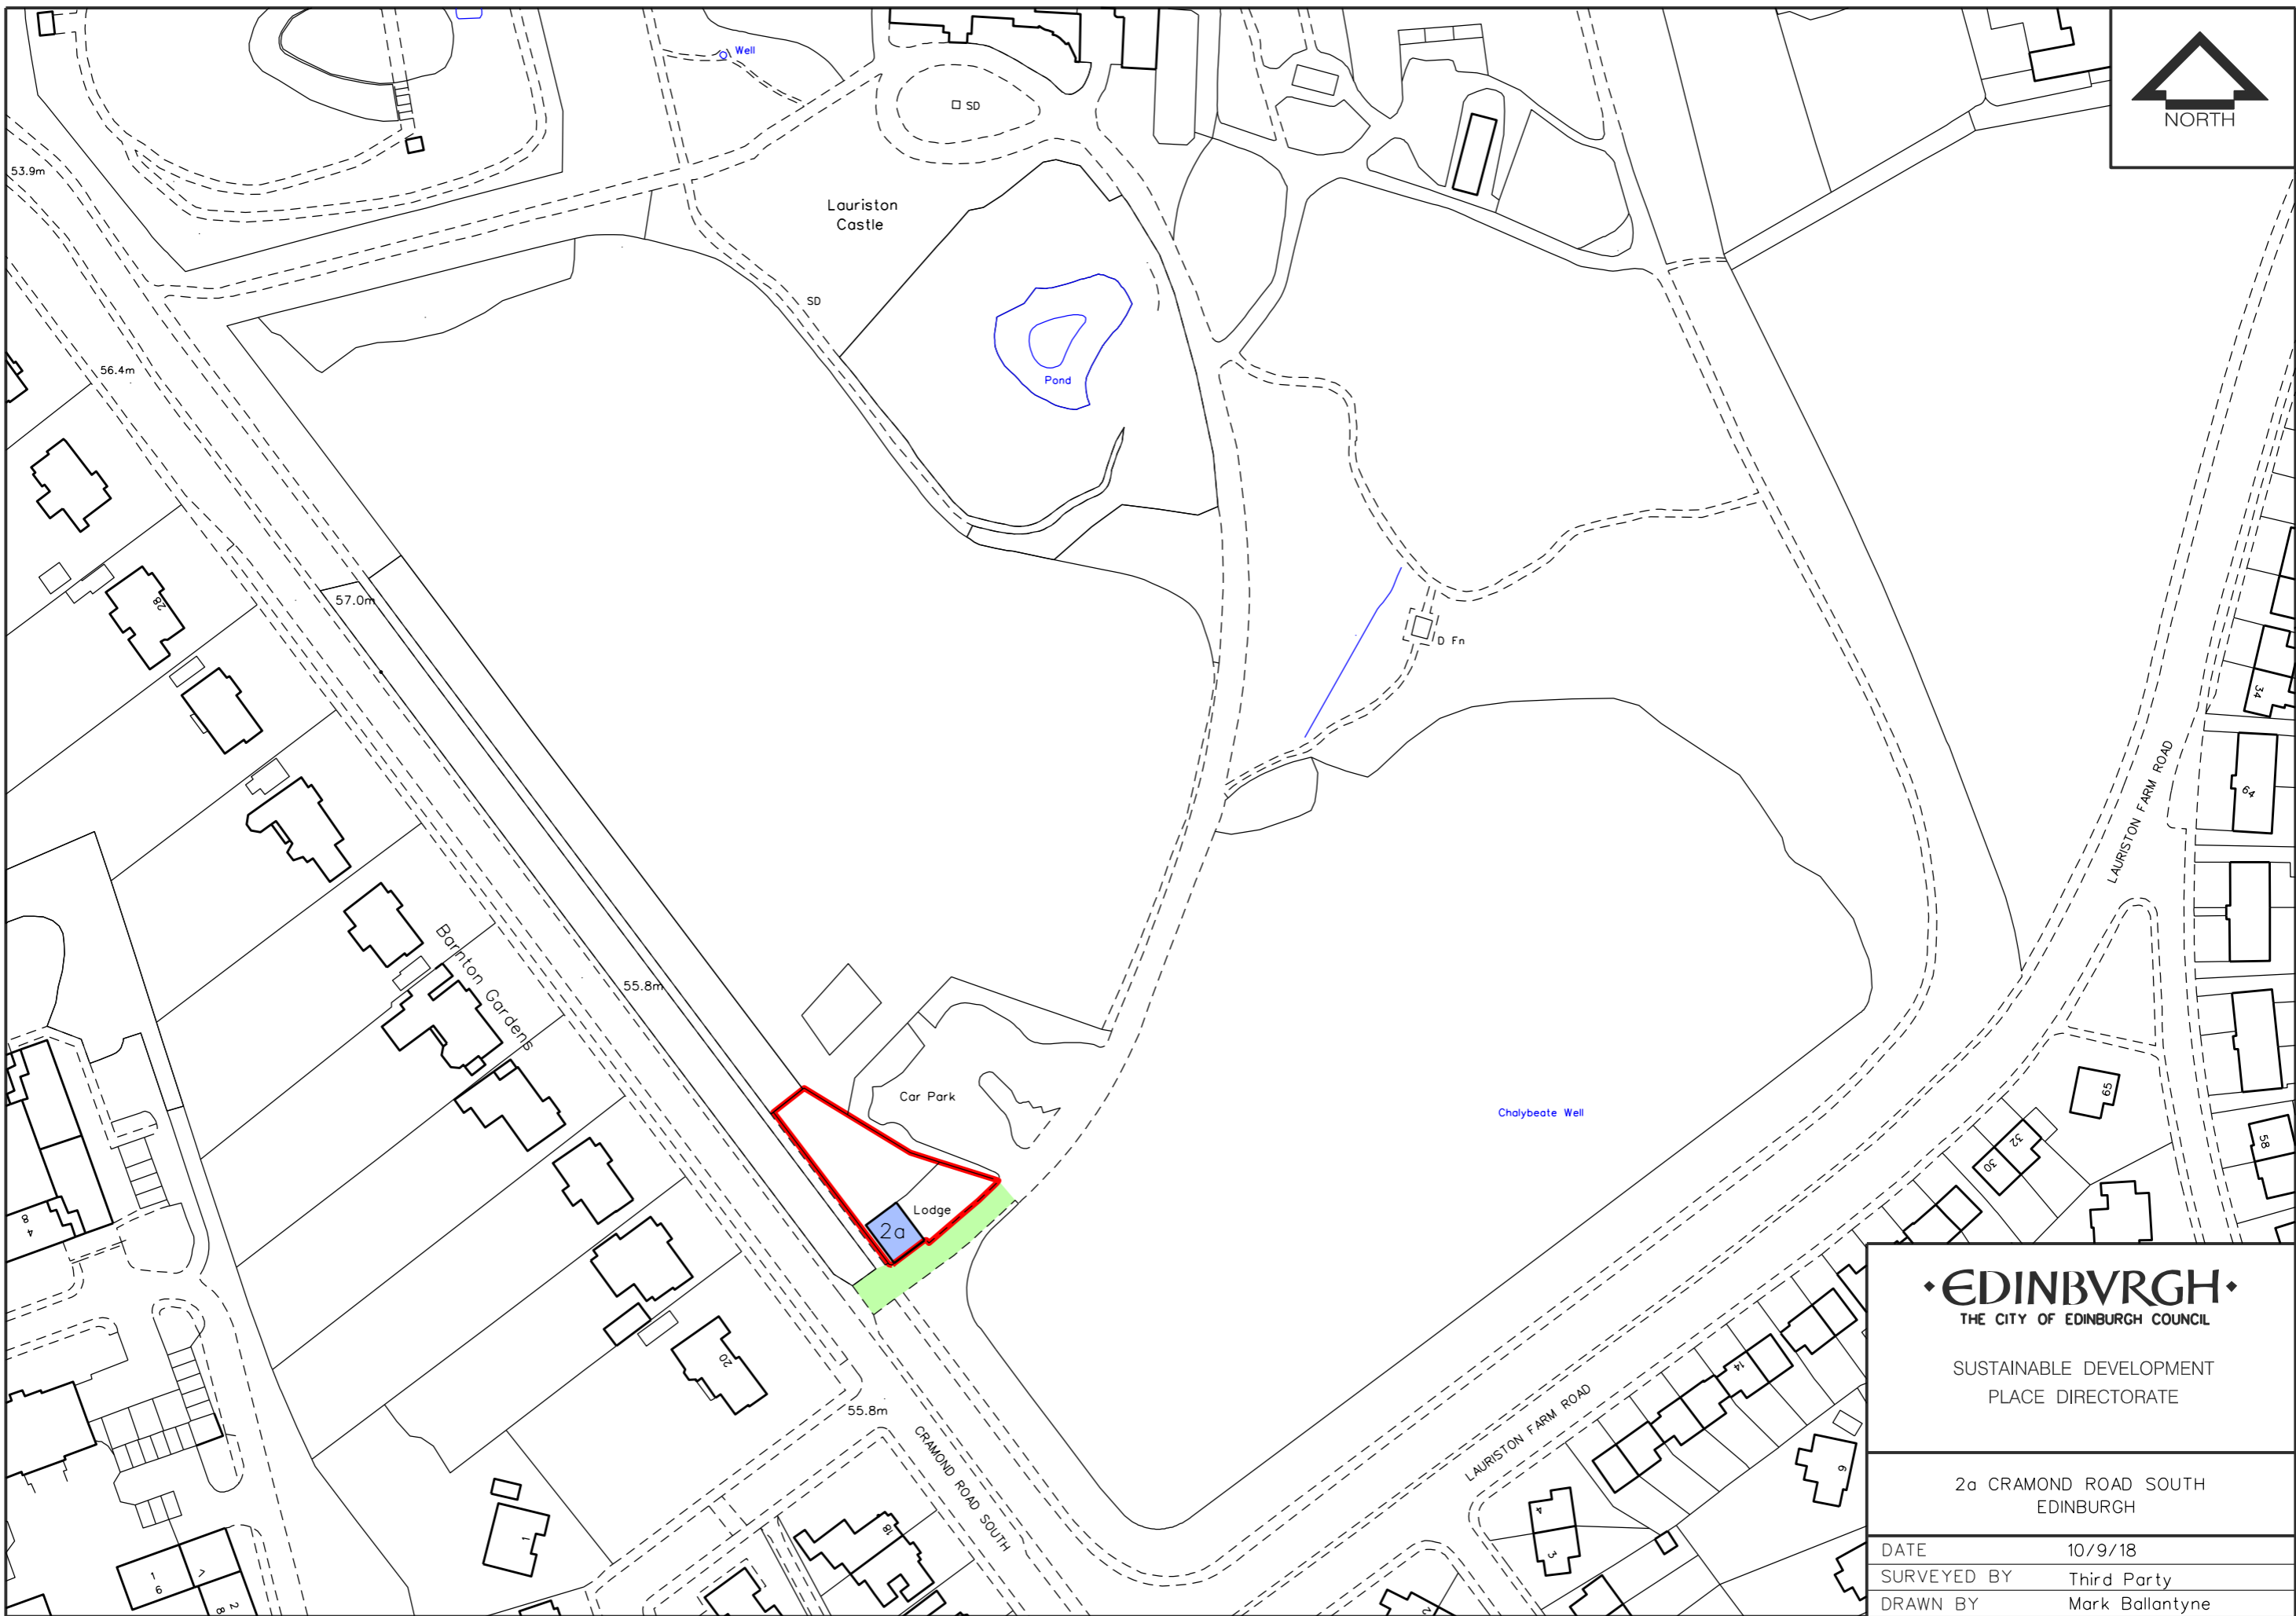 Well
SD
NORTH
53.9m
Lauriston
Castle
SD
56.4m
Pond
57.0m
28
D Fn
34
LAURISTON FARM ROAD
64
Barnton Gardens
55.8m
Car Park
Chalybeate Well
65
32
30
58
Lodge
2a
4
8
20
14
55.8m
CRAMOND ROAD SOUTH
LAURISTON FARM ROAD
6
4
3
18
1
1
6
7
2
8
2
EDINBVRGH
THE CITY OF EDINBURGH COUNCIL
SUSTAINABLE DEVELOPMENT
PLACE DIRECTORATE
2a CRAMOND ROAD SOUTH
EDINBURGH
DATE 10/9/18
SURVEYED BY Third Party
DRAWN BY Mark Ballantyne